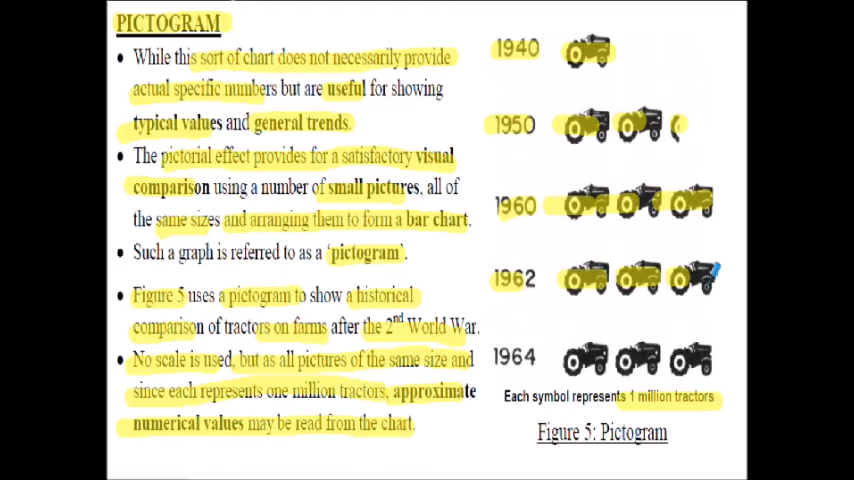 PICTOGRAM
• While this sort of chart does not necessarily provide
actual specific numbers but are useful for showing
typical values and general trends.
• The pictorial effect provides for a satisfactory visual
comparison using a number of small pictures, all of
the same sizes and arranging them to form a bar chart.
• Such a graph is referred to as a ‘pictogram’.
• Figure 5 uses a pictogram to show a historical
comparison of tractors on farms after the 2nd World War.
• No scale is used, but as all pictures of the same size and
since each represents one million tractors, approximate
numerical values may be read from the chart.
1940
1950
1960
1962
1964
Each symbol represents 1 million tractors
Figure 5: Pictogram